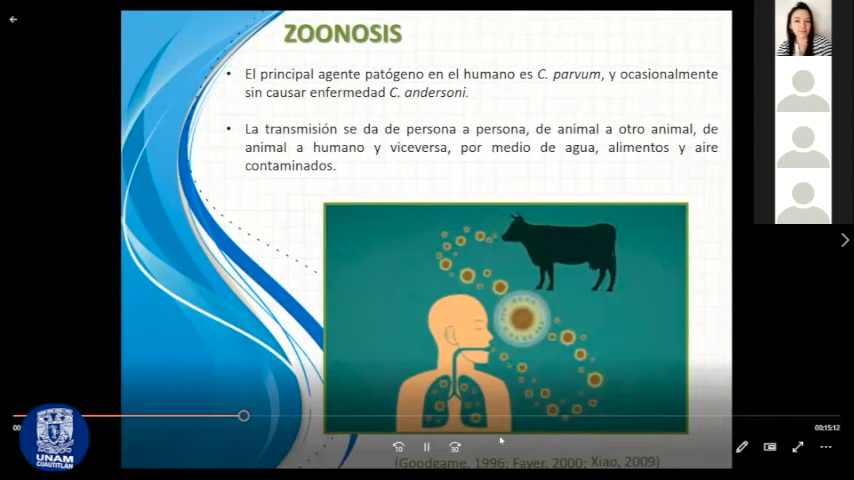 ZOONOSIS
• El principal agente patógeno en el humano es C. parvum, y ocasionalmente
sin causar enfermedad C. andersoni.
• La transmisión se da de persona a persona, de animal a otro animal, de
animal a humano y viceversa, por medio de agua, alimentos y aire
contaminados.
00:15:12
10
30
UNAM
CUAUTITLÁN
(Goodgame, 1996; Fayer, 2000; Xiao, 2009)